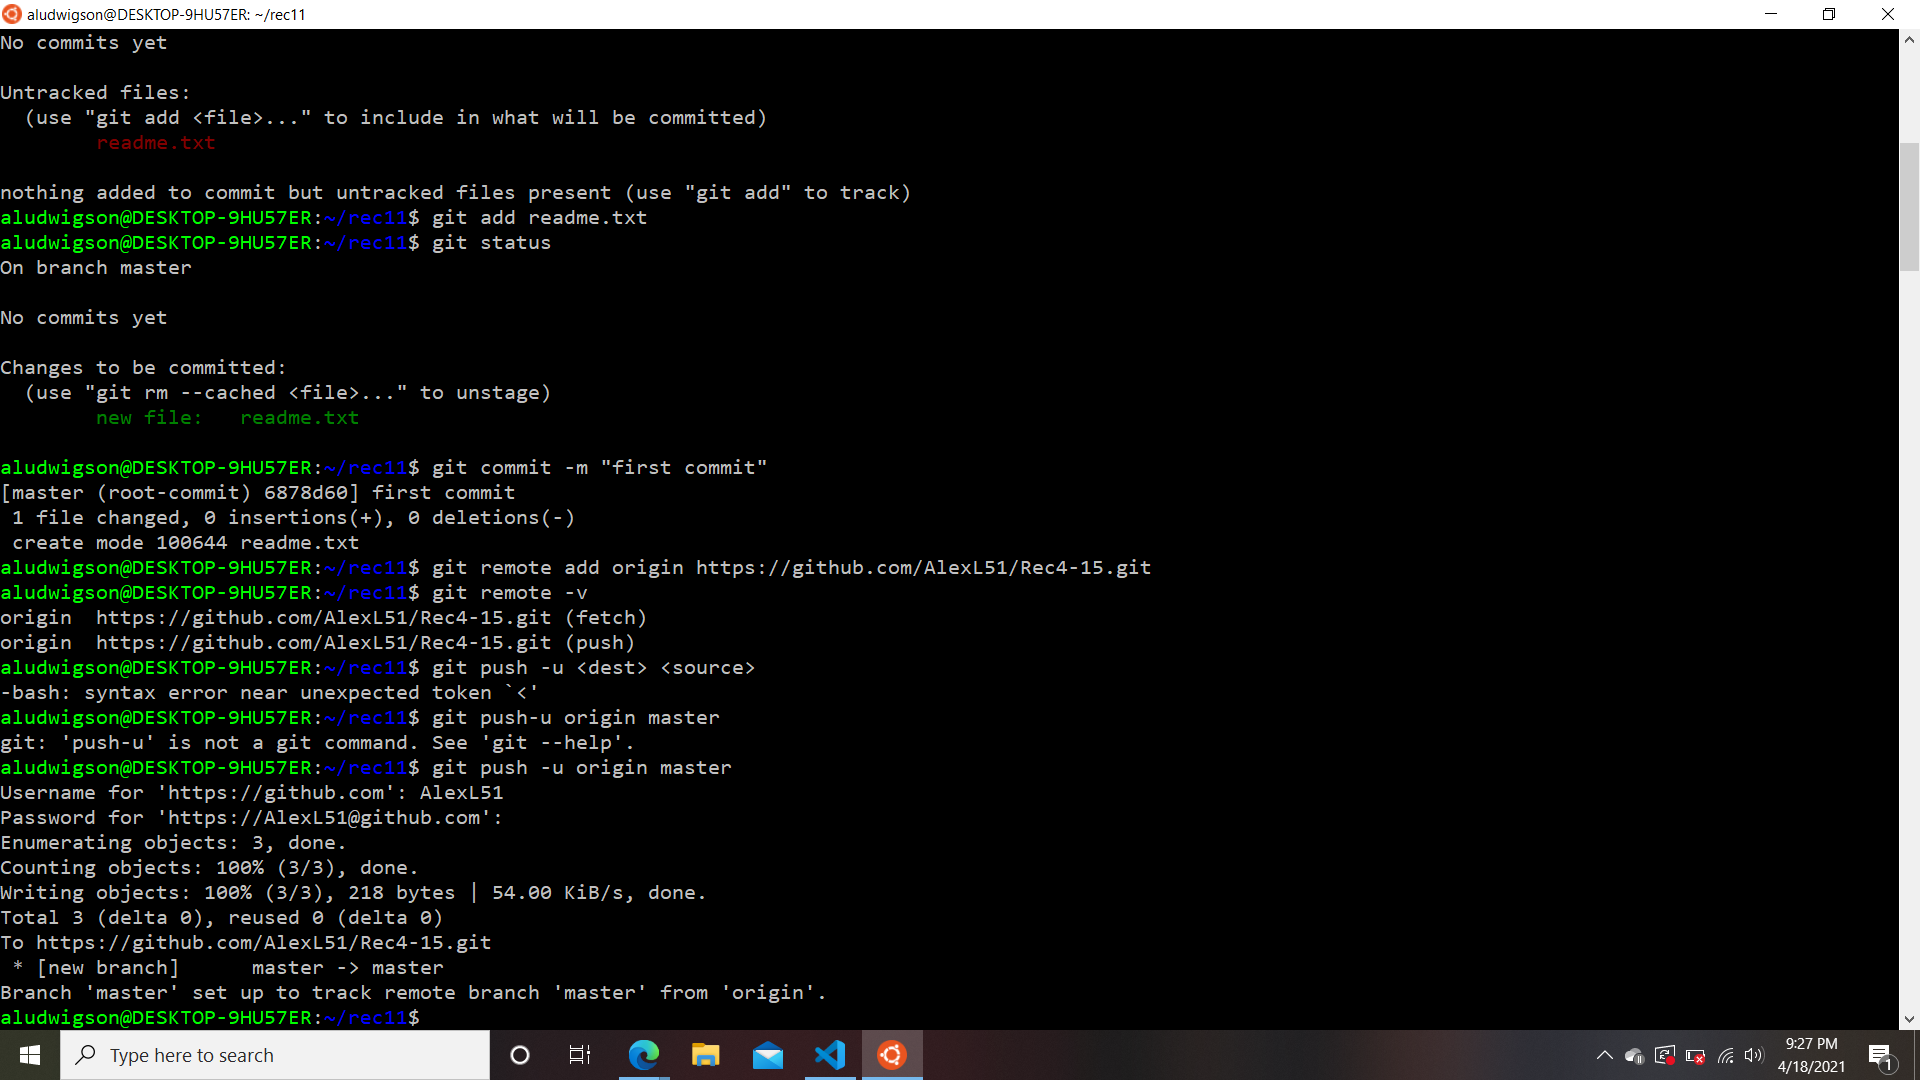 aludwigson@DESKTOP-9HU57ER: ~/rec11
No commits yet
Untracked files:
  (use "git add <file>..." to include in what will be committed)
        readme.txt
nothing added to commit but untracked files present (use "git add" to track)
aludwigson@DESKTOP-9HU57ER:~/rec11$ git add readme.txt
aludwigson@DESKTOP-9HU57ER:~/rec11$ git status
On branch master
No commits yet
Changes to be committed:
  (use "git rm --cached <file>..." to unstage)
        new file:   readme.txt
aludwigson@DESKTOP-9HU57ER:~/rec11$ git commit -m "first commit"
[master (root-commit) 6878d60] first commit
 1 file changed, 0 insertions(+), 0 deletions(-)
 create mode 100644 readme.txt
aludwigson@DESKTOP-9HU57ER:~/rec11$ git remote add origin https://github.com/AlexL51/Rec4-15.git
aludwigson@DESKTOP-9HU57ER:~/rec11$ git remote -v
origin  https://github.com/AlexL51/Rec4-15.git (fetch)
origin  https://github.com/AlexL51/Rec4-15.git (push)
aludwigson@DESKTOP-9HU57ER:~/rec11$ git push -u <dest> <source>
-bash: syntax error near unexpected token `<'
aludwigson@DESKTOP-9HU57ER:~/rec11$ git push-u origin master
git: 'push-u' is not a git command. See 'git --help'.
aludwigson@DESKTOP-9HU57ER:~/rec11$ git push -u origin master
Username for 'https://github.com': AlexL51
Password for 'https://AlexL51@github.com':
Enumerating objects: 3, done.
Counting objects: 100% (3/3), done.
Writing objects: 100% (3/3), 218 bytes | 54.00 KiB/s, done.
Total 3 (delta 0), reused 0 (delta 0)
To https://github.com/AlexL51/Rec4-15.git
 * [new branch]      master -> master
Branch 'master' set up to track remote branch 'master' from 'origin'.
aludwigson@DESKTOP-9HU57ER:~/rec11$
Type here to search
9:27 PM
4/18/2021
1